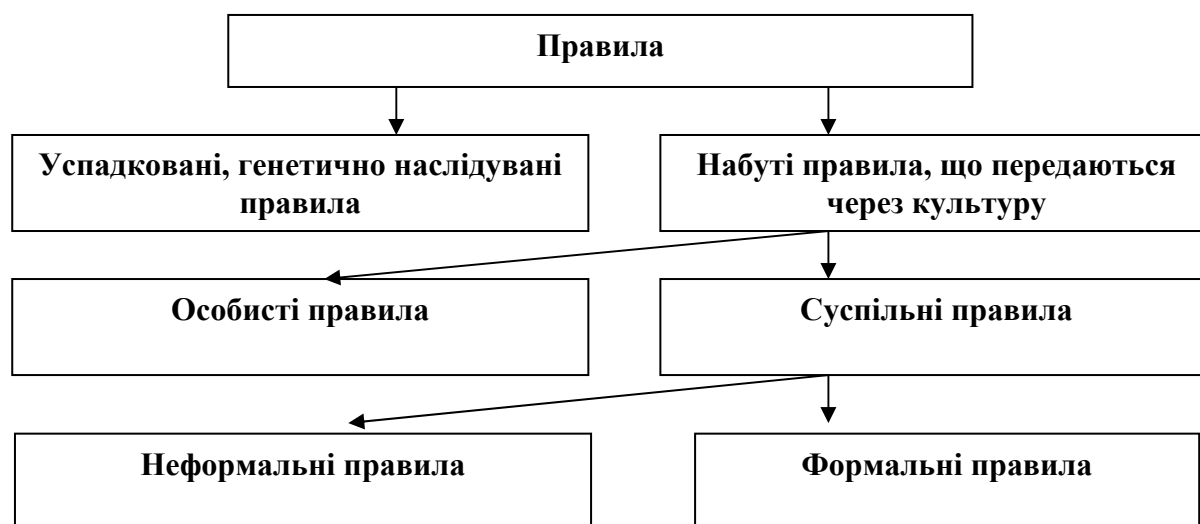 Правила
Успадковані, генетично наслідувані
правила
Набуті правила, що передаються
через культуру
Особисті правила
Суспільні правила
Неформальні правила
Формальні правила